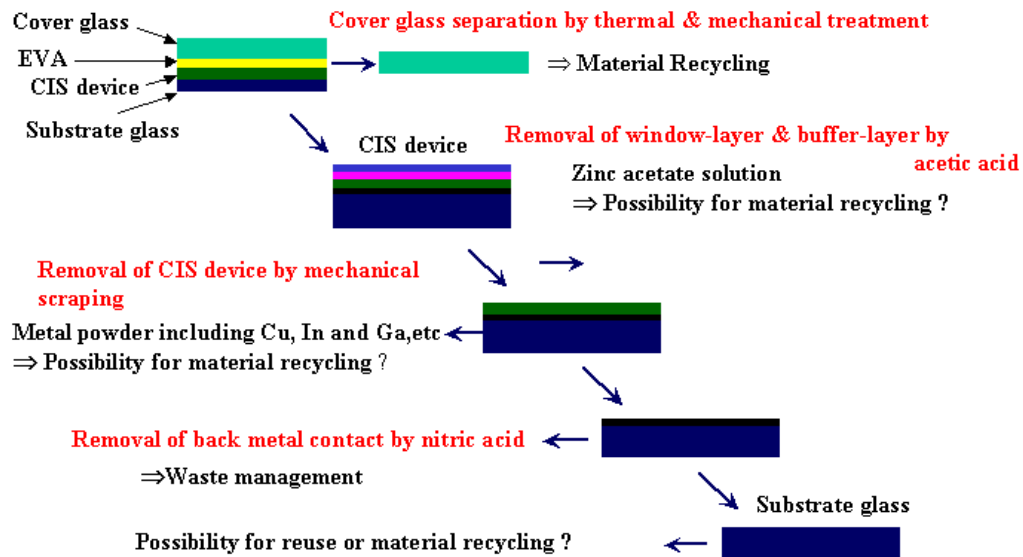 Cover glass
Cover glass separation by thermal & mechanical treatment
EVA
⇒ Material Recycling
CIS device
Substrate glass
CIS device
Removal of window-layer & buffer-layer by
acetic acid
Zinc acetate solution
⇒ Possibility for material recycling ?
Removal of CIS device by mechanical
scraping
Metal powder including Cu, In and Ga,etc
⇒ Possibility for material recycling ?
Removal of back metal contact by nitric acid
⇒Waste management
Substrate glass
Possibility for reuse or material recycling ?